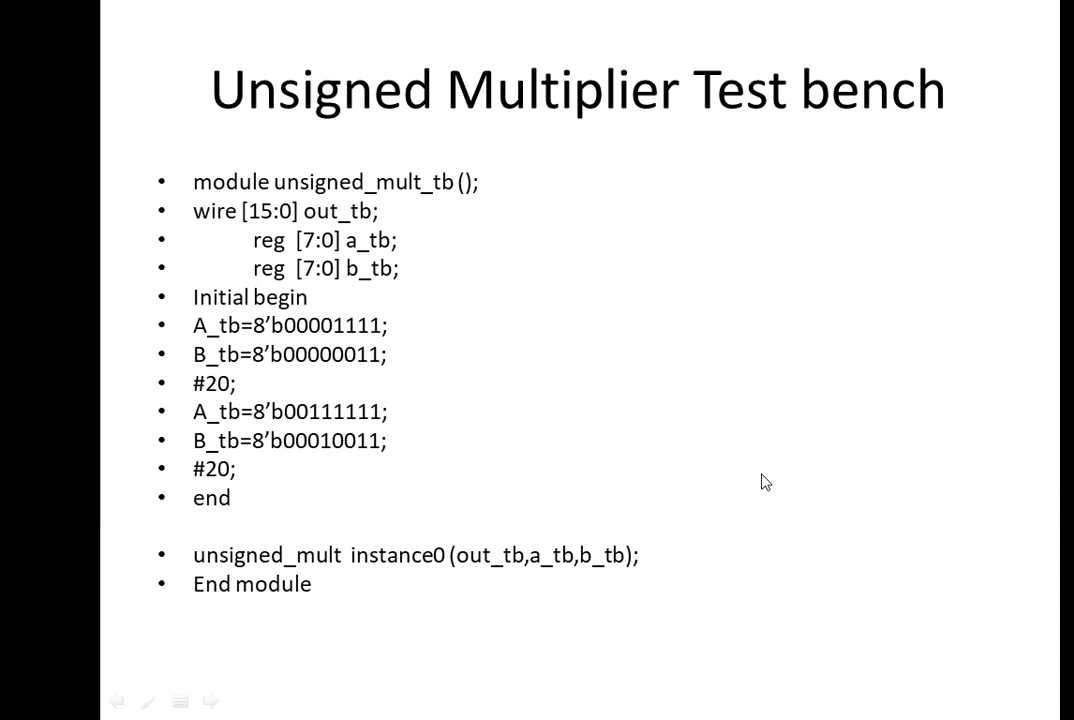 Unsigned Multiplier Test bench
• module unsigned_mult_tb ();
• wire [15:0] out_tb;
• reg [7:0] a_tb;
• reg [7:0] b_tb;
• Initial begin
• A_tb=8’b00001111;
• B_tb=8’b00000011;
• #20;
• A_tb=8’b00111111;
• B_tb=8’b00010011;
• #20;
• end
• unsigned_mult instance0 (out_tb,a_tb,b_tb);
• End module